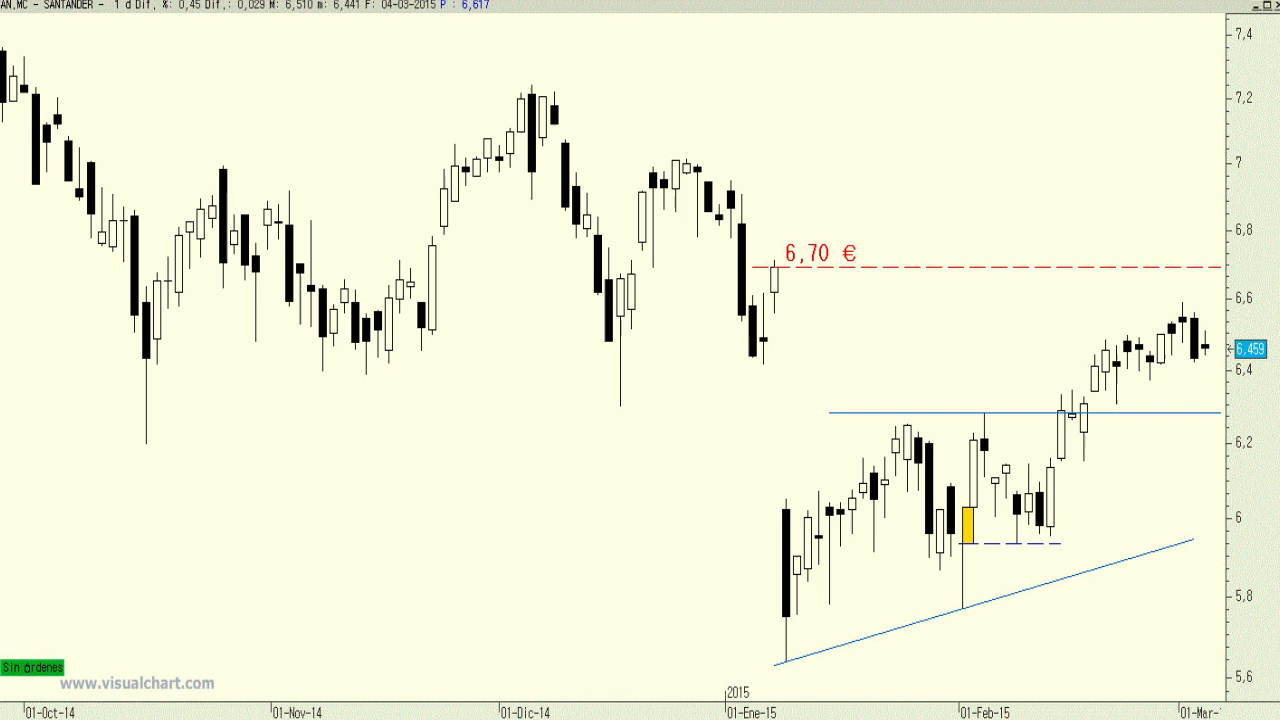 AN,MC - SANTANDER - 1 d Dif, %: 0,45 Dif,: 0,029 M: 6,510 m: 6,441 F: 04-03-2015 P : 6,617
7,4
7,2
7
6,8
6,70 €
6,6
6,459
6,4
6,2
6
5,8
5,6
Sin órdenes
www.visualchart.com
2015
01-Oct-14
01-Nov-14
01-Dic-14
01-Ene-15
01-Feb-15
01-Mar-